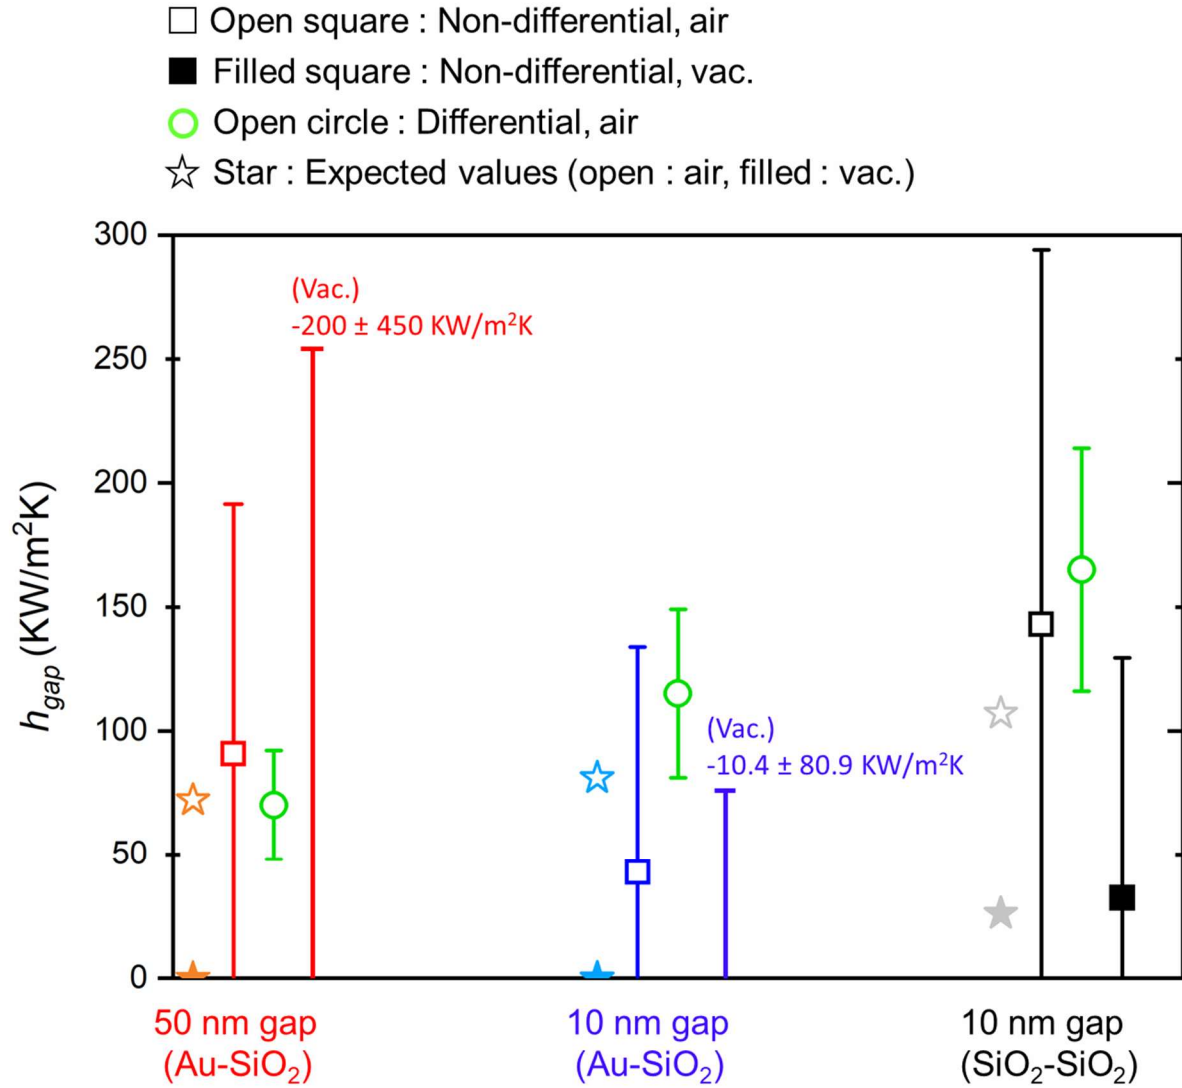 Open square : Non-differential, air
Filled square : Non-differential, vac.
Open circle : Differential, air
Star : Expected values (open : air, filled : vac.)
300
250
200
150
100
50
0
h_gap (KW/m²K)
(Vac.)
-200 ± 450 KW/m²K
(Vac.)
-10.4 ± 80.9 KW/m²K
50 nm gap
(Au-SiO₂)
10 nm gap
(Au-SiO₂)
10 nm gap
(SiO₂-SiO₂)